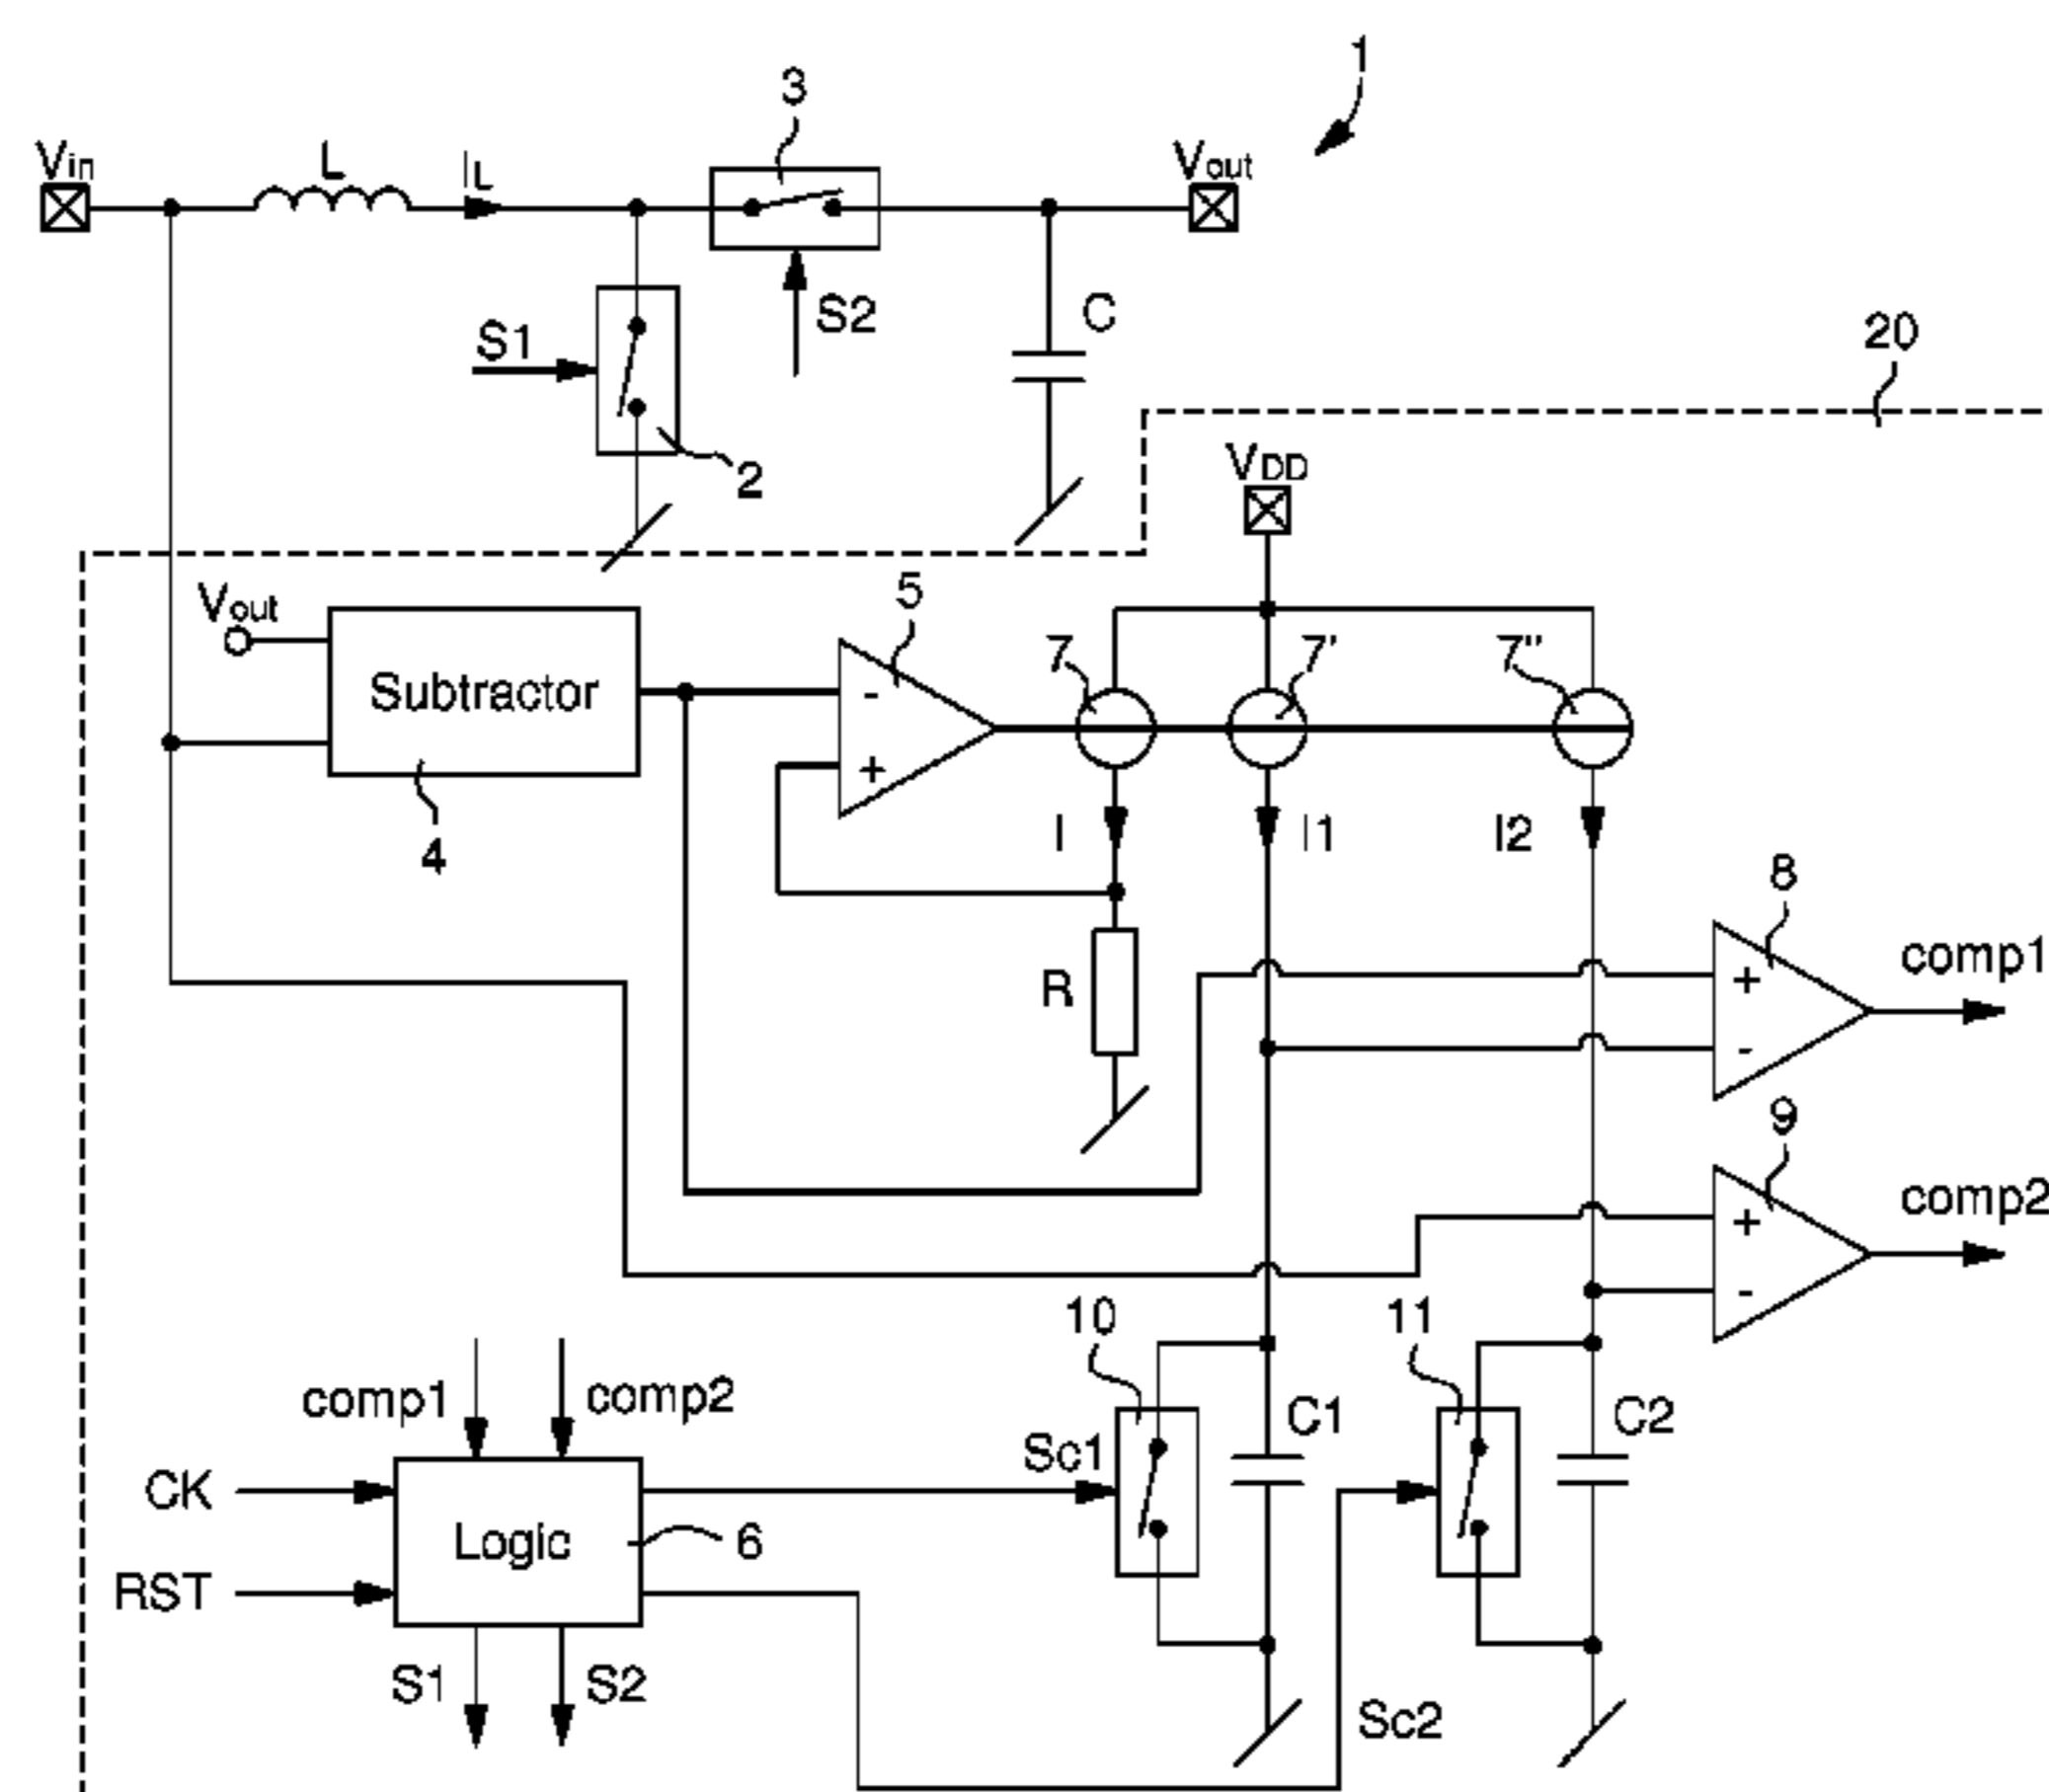 1
3
Vin
L
IL
Vout
S1
S2
C
2
20
VDD
Vout
Subtractor
4
5
-
+
7
7'
7"
I
I1
I2
R
8
+
-
comp1
9
+
-
comp2
comp1
comp2
CK
RST
Logic
6
S1
S2
10
Sc1
C1
11
C2
Sc2